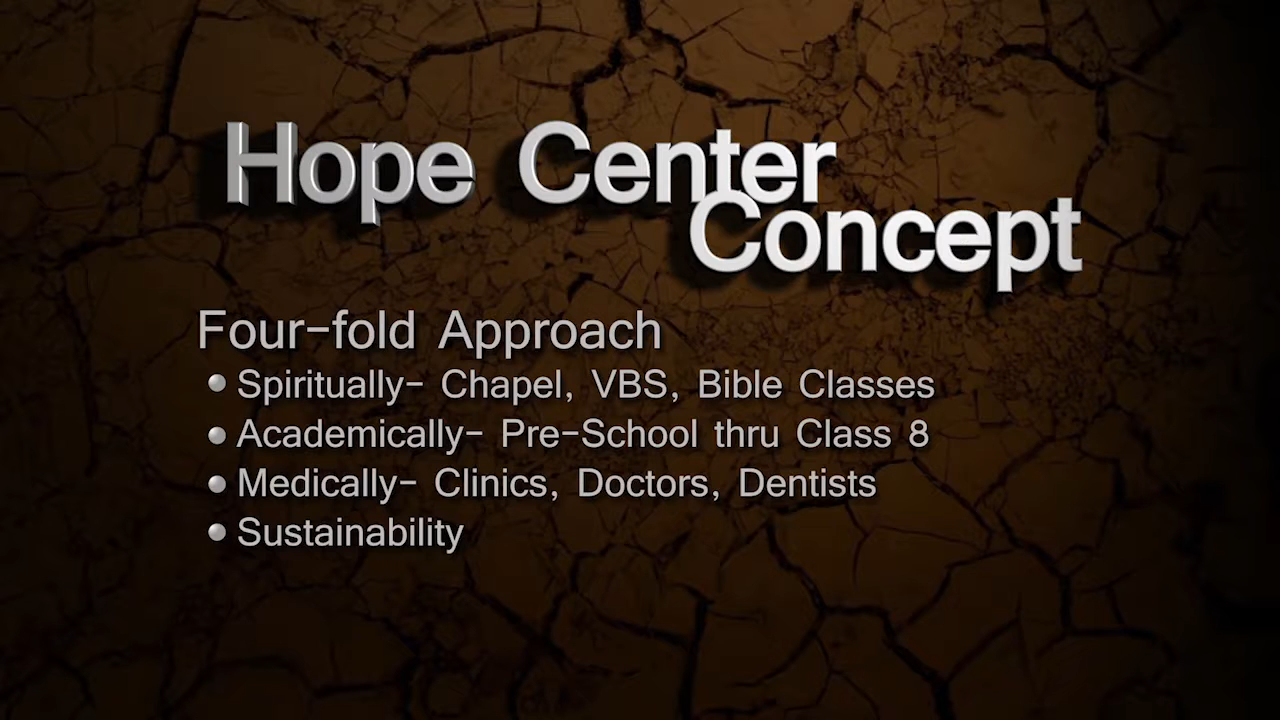 Hope Center
Concept
Four-fold Approach
Spiritually- Chapel, VBS, Bible Classes
Academically- Pre-School thru Class 8
Medically- Clinics, Doctors, Dentists
Sustainability